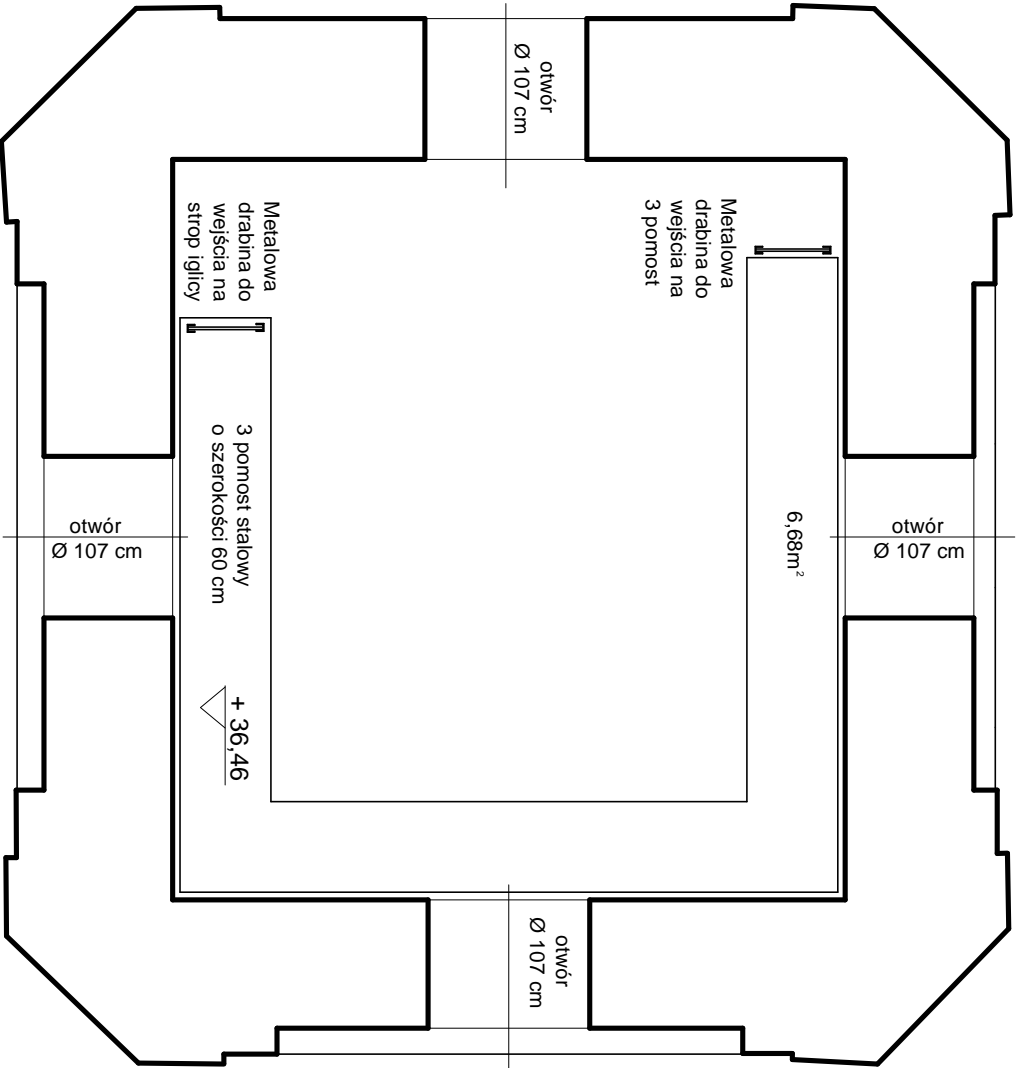 otwór
Ø 107 cm
Metalowa
drabina do
wejścia na
strop iglicy
Metalowa
drabina do
wejścia na
3 pomost
3 pomost stalowy
o szerokości 60 cm
6,68m²
otwór
Ø 107 cm
otwór
Ø 107 cm
+ 36,46
otwór
Ø 107 cm